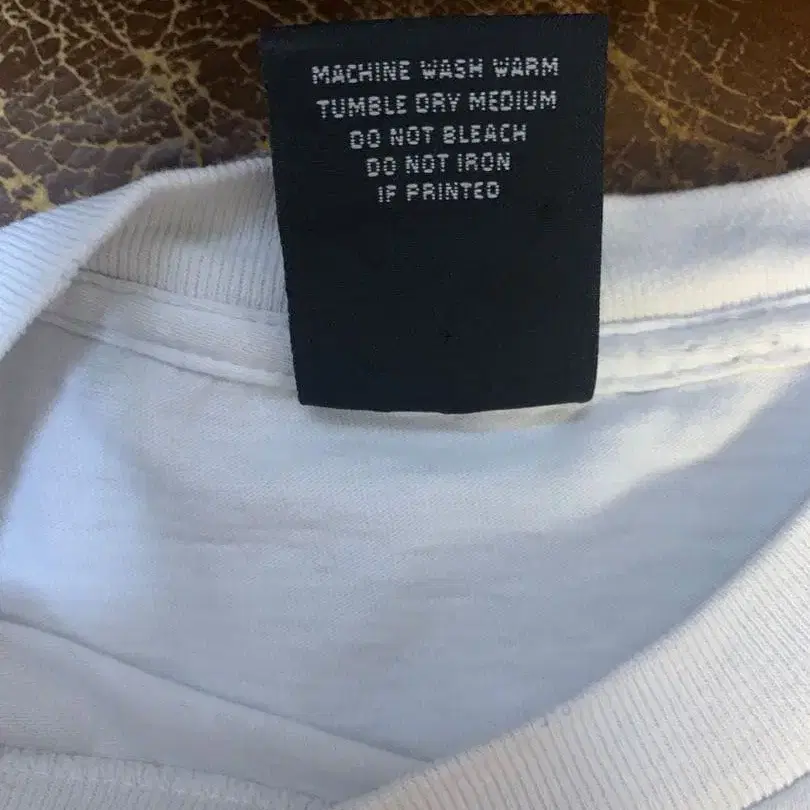 MACHINE WASH WARM
TUMBLE DRY MEDIUM
DO NOT BLEACH
DO NOT IRON
IF PRINTED